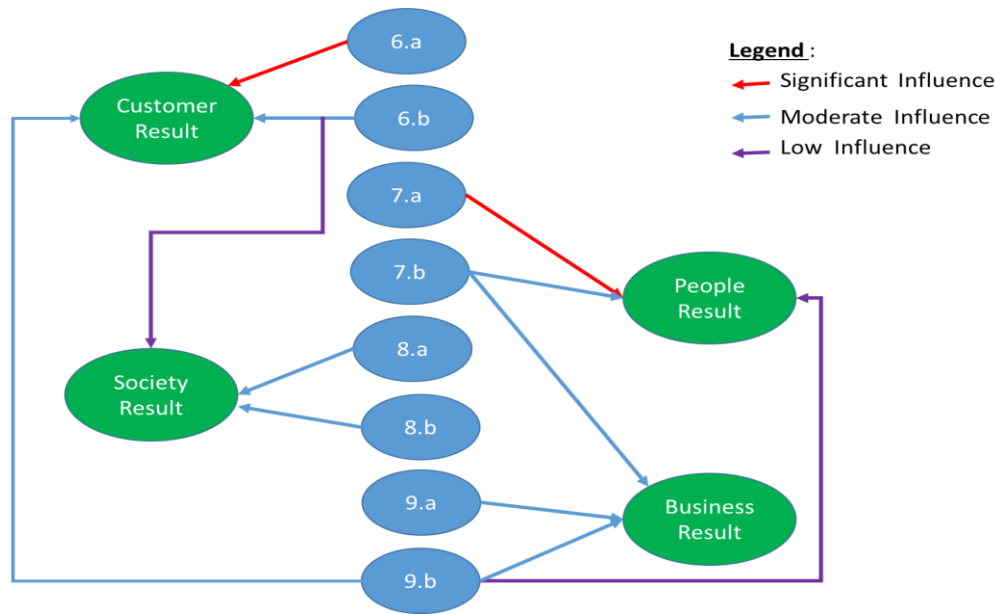 6.a
Legend :
Significant Influence
Customer
Result
6.b
Moderate Influence
Low Influence
7.a
7.b
People
Result
8.a
Society
Result
8.b
9.a
Business
Result
9.b